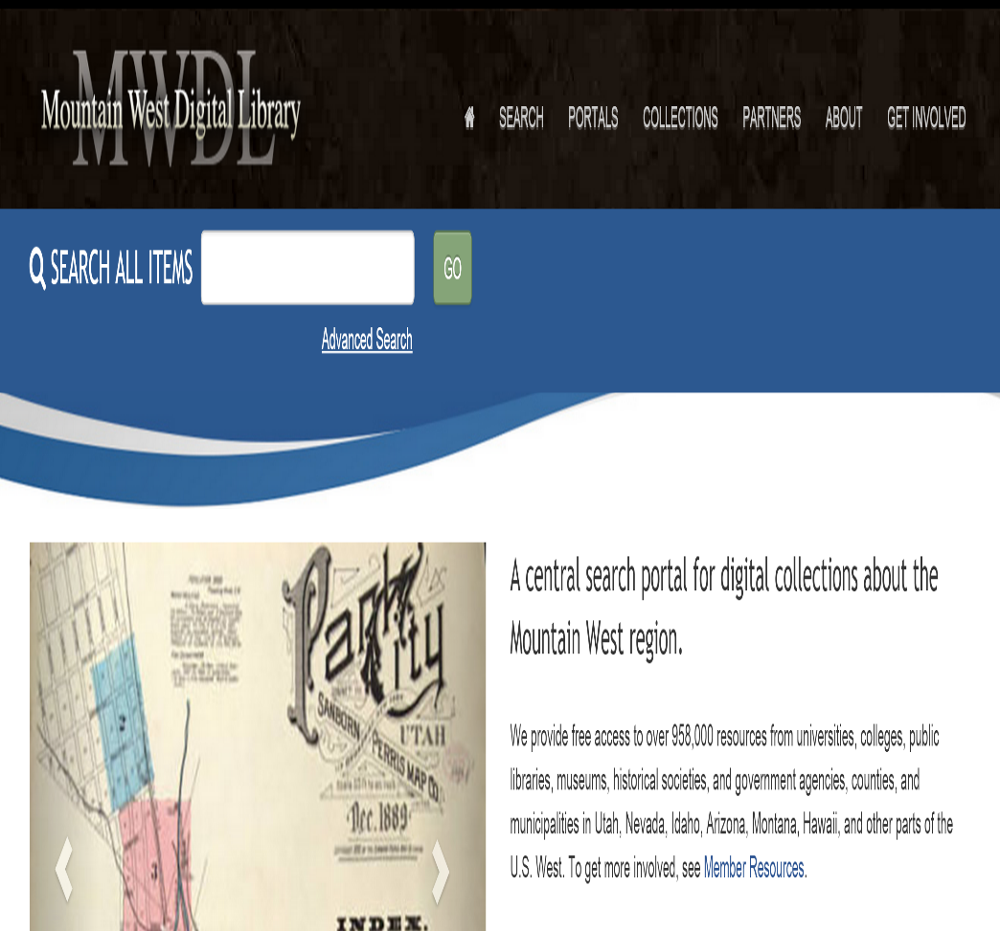 MWDL
Mountain West Digital Library
SEARCH PORTALS COLLECTIONS PARTNERS ABOUT GET INVOLVED
SEARCH ALL ITEMS GO
Advanced Search
Park City
UTAH
SANBORN PERRIS MAP CO.
Dec. 1889
INDEX.
2
3
A central search portal for digital collections about the
Mountain West region.
We provide free access to over 958,000 resources from universities, colleges, public
libraries, museums, historical societies, and government agencies, counties, and
municipalities in Utah, Nevada, Idaho, Arizona, Montana, Hawaii, and other parts of the
U.S. West. To get more involved, see Member Resources.